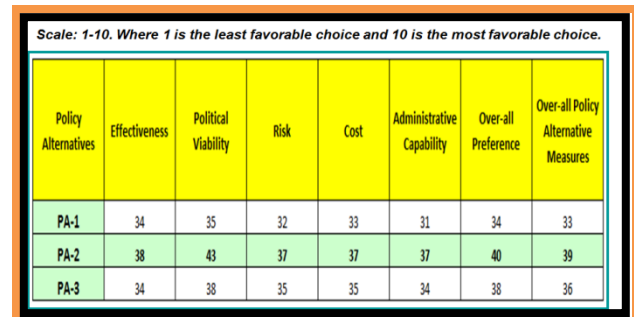 Scale: 1-10. Where 1 is the least favorable choice and 10 is the most favorable choice.
Policy Alternatives Effectiveness Political Viability Risk Cost Administrative Capability Over-all Preference Over-all Policy Alternative Measures
PA-1 34 35 32 33 31 34 33
PA-2 38 43 37 37 37 40 39
PA-3 34 38 35 35 34 38 36